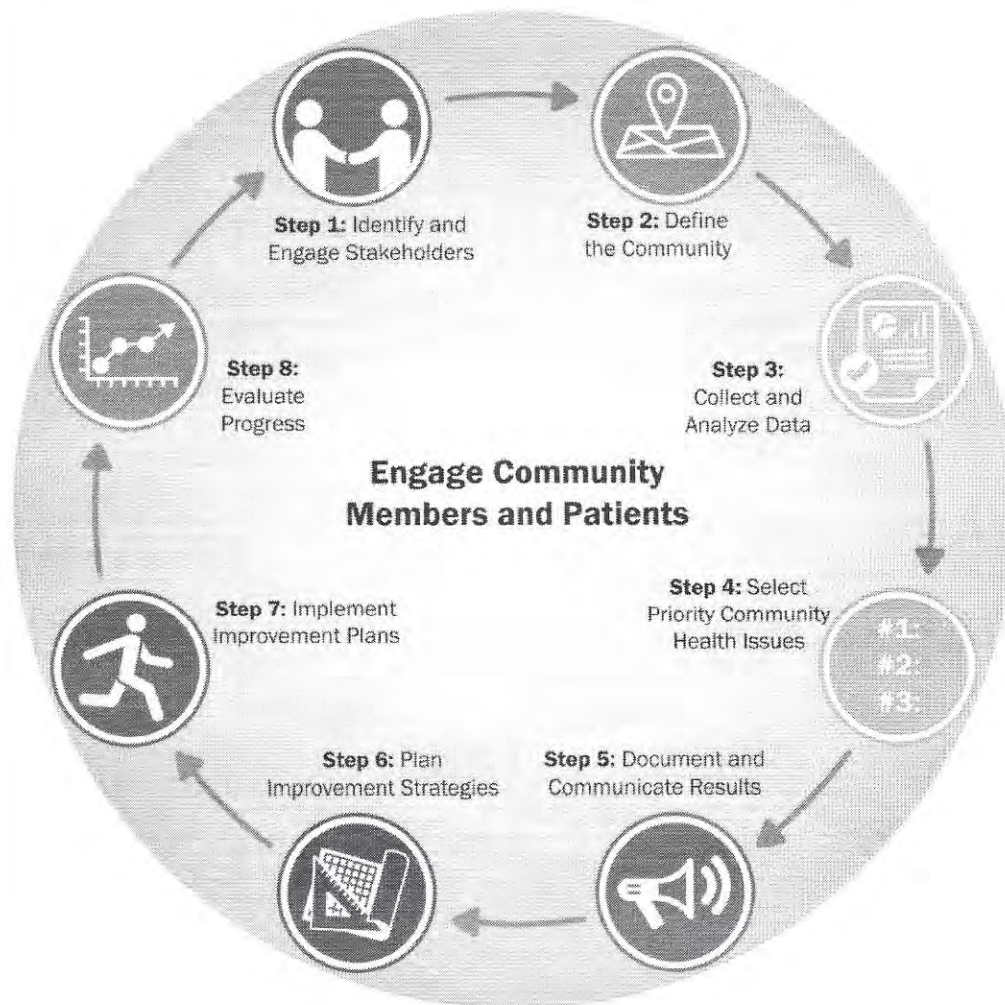 Step 1: Identify and
Engage Stakeholders
Step 2: Define
the Community
Step 3:
Collect and
Analyze Data
Step 4: Select
Priority Community
Health Issues
#1:
#2:
#3:
Step 5: Document and
Communicate Results
Step 6: Plan
Improvement Strategies
Step 7: Implement
Improvement Plans
Step 8:
Evaluate
Progress
Engage Community
Members and Patients